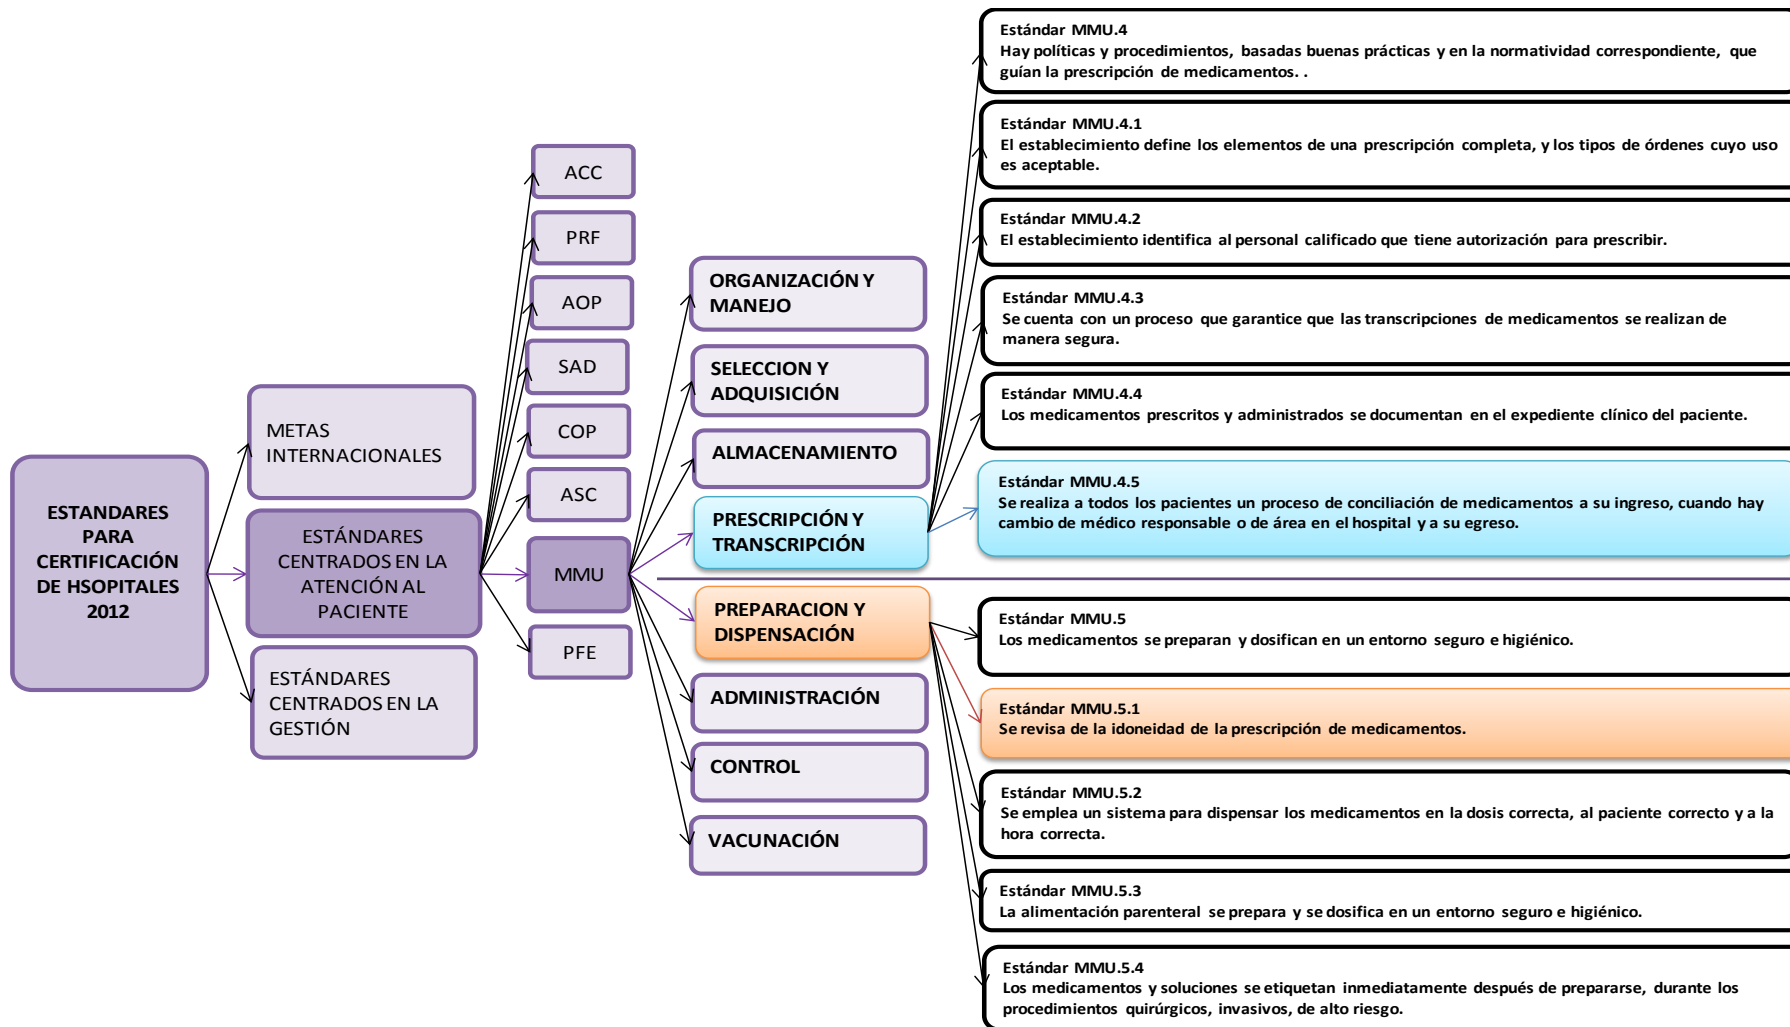 ESTANDARES
PARA
CERTIFICACIÓN
DE HSOPITALES
2012
METAS
INTERNACIONALES
ESTÁNDARES
CENTRADOS EN LA
ATENCIÓN AL
PACIENTE
ESTÁNDARES
CENTRADOS EN LA
GESTIÓN
ACC
PRF
AOP
SAD
COP
ASC
MMU
PFE
ORGANIZACIÓN Y
MANEJO
SELECCION Y
ADQUISICIÓN
ALMACENAMIENTO
PRESCRIPCIÓN Y
TRANSCRIPCIÓN
PREPARACION Y
DISPENSACIÓN
ADMINISTRACIÓN
CONTROL
VACUNACIÓN
Estándar MMU.4
Hay políticas y procedimientos, basadas buenas prácticas y en la normatividad correspondiente, que
guían la prescripción de medicamentos. .
Estándar MMU.4.1
El establecimiento define los elementos de una prescripción completa, y los tipos de órdenes cuyo uso
es aceptable.
Estándar MMU.4.2
El establecimiento identifica al personal calificado que tiene autorización para prescribir.
Estándar MMU.4.3
Se cuenta con un proceso que garantice que las transcripciones de medicamentos se realizan de
manera segura.
Estándar MMU.4.4
Los medicamentos prescritos y administrados se documentan en el expediente clínico del paciente.
Estándar MMU.4.5
Se realiza a todos los pacientes un proceso de conciliación de medicamentos a su ingreso, cuando hay
cambio de médico responsable o de área en el hospital y a su egreso.
Estándar MMU.5
Los medicamentos se preparan y dosifican en un entorno seguro e higiénico.
Estándar MMU.5.1
Se revisa de la idoneidad de la prescripción de medicamentos.
Estándar MMU.5.2
Se emplea un sistema para dispensar los medicamentos en la dosis correcta, al paciente correcto y a la
hora correcta.
Estándar MMU.5.3
La alimentación parenteral se prepara y se dosifica en un entorno seguro e higiénico.
Estándar MMU.5.4
Los medicamentos y soluciones se etiquetan inmediatamente después de prepararse, durante los
procedimientos quirúrgicos, invasivos, de alto riesgo.